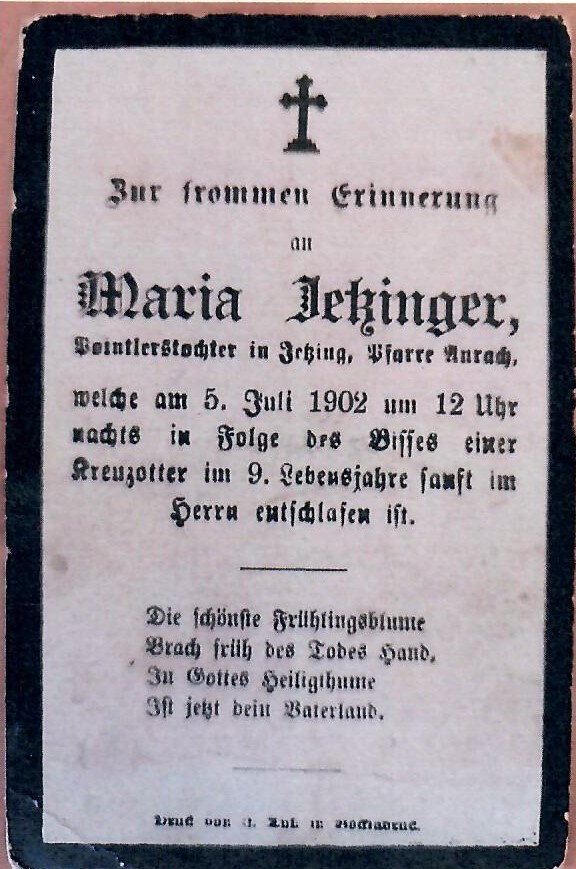 Zur frommen Erinnerung
an
Maria Jetzinger,
Pointlerstochter in Jetzing, Pfarre Anrach,
welche am 5. Juli 1902 um 12 Uhr
nachts in Folge des Bisses einer
Kreuzotter im 9. Lebensjahre sanft im
Herrn entschlafen ist.
Die schönste Frühlingsblume
Brach früh des Todes Hand,
In Gottes Heiligthume
Ist jetzt dein Vaterland.
Druck von in